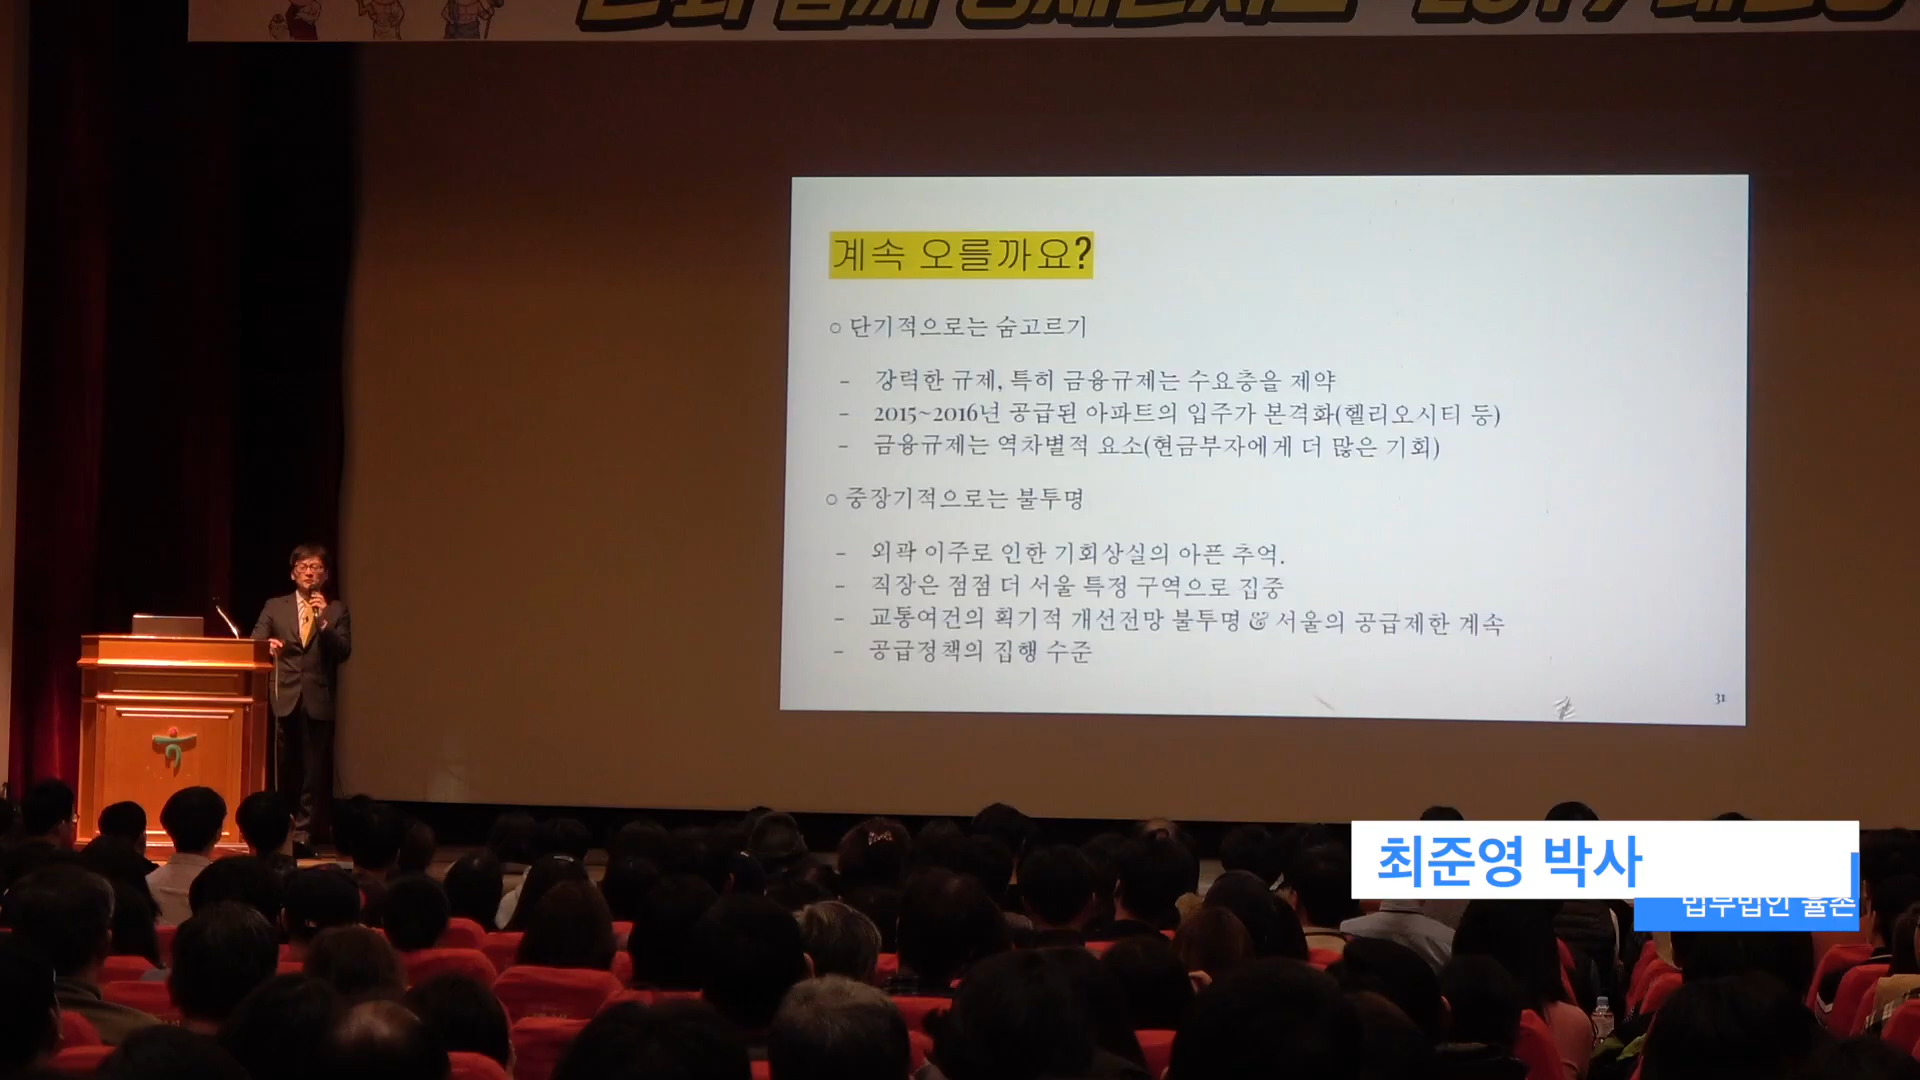 함께
계속 오를까요?
○ 단기적으로는 숨고르기
- 강력한 규제, 특히 금융규제는 수요층을 제약
- 2015~2016년 공급된 아파트의 입주가 본격화(헬리오시티 등)
- 금융규제는 역차별적 요소(현금부자에게 더 많은 기회)
○ 중장기적으로는 불투명
- 외곽 이주로 인한 기회상실의 아픈 추억.
- 직장은 점점 더 서울 특정 구역으로 집중
- 교통여건의 획기적 개선전망 불투명 & 서울의 공급제한 계속
- 공급정책의 집행 수준
31
최준영 박사
법무법인 율촌